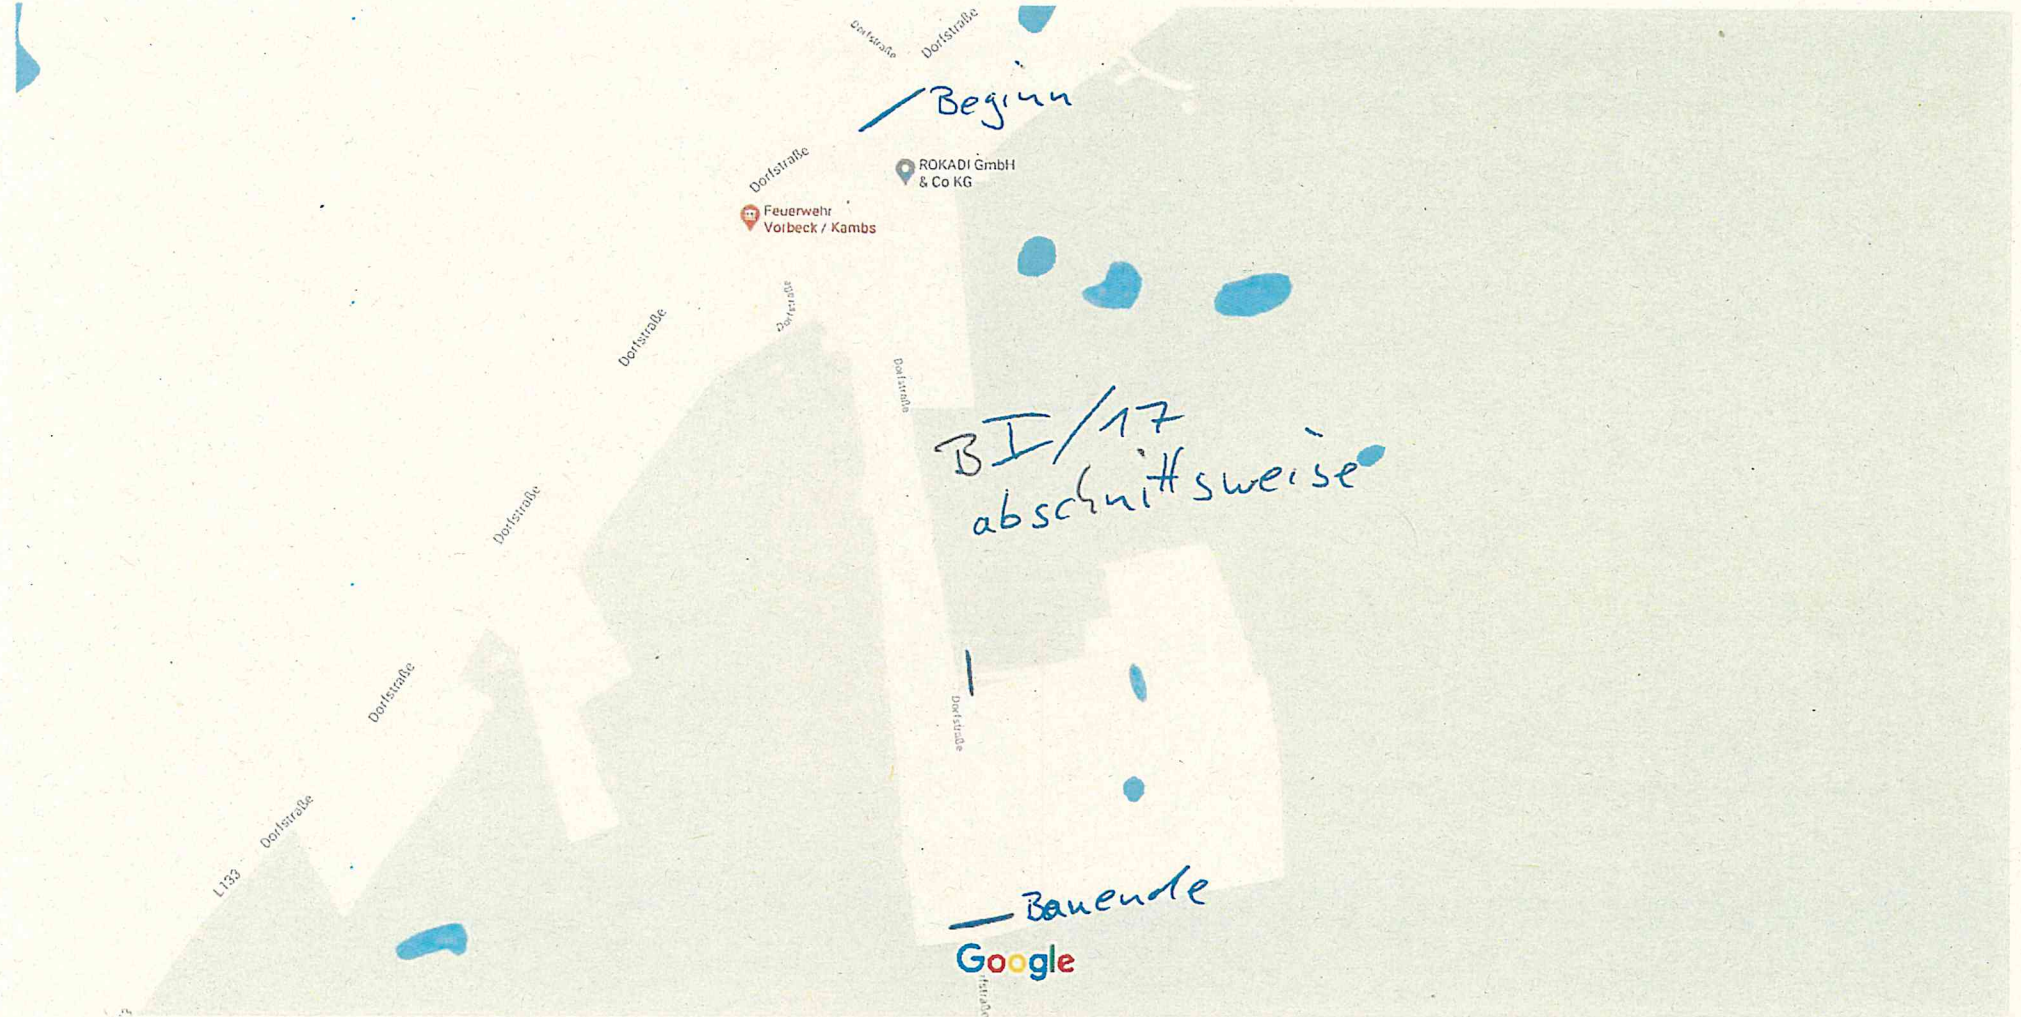 Dorfstraße
Dorfstraße
Beginn
Dorfstraße
ROKADI GmbH
& Co KG
Feuerwehr
Vorbeck / Kambs
Dorfstraße
Dorfstraße
Dorfstraße
BI/17
abschnittsweise
Dorfstraße
Dorfstraße
Dorfstraße
Dorfstraße
L133
Bauende
Google